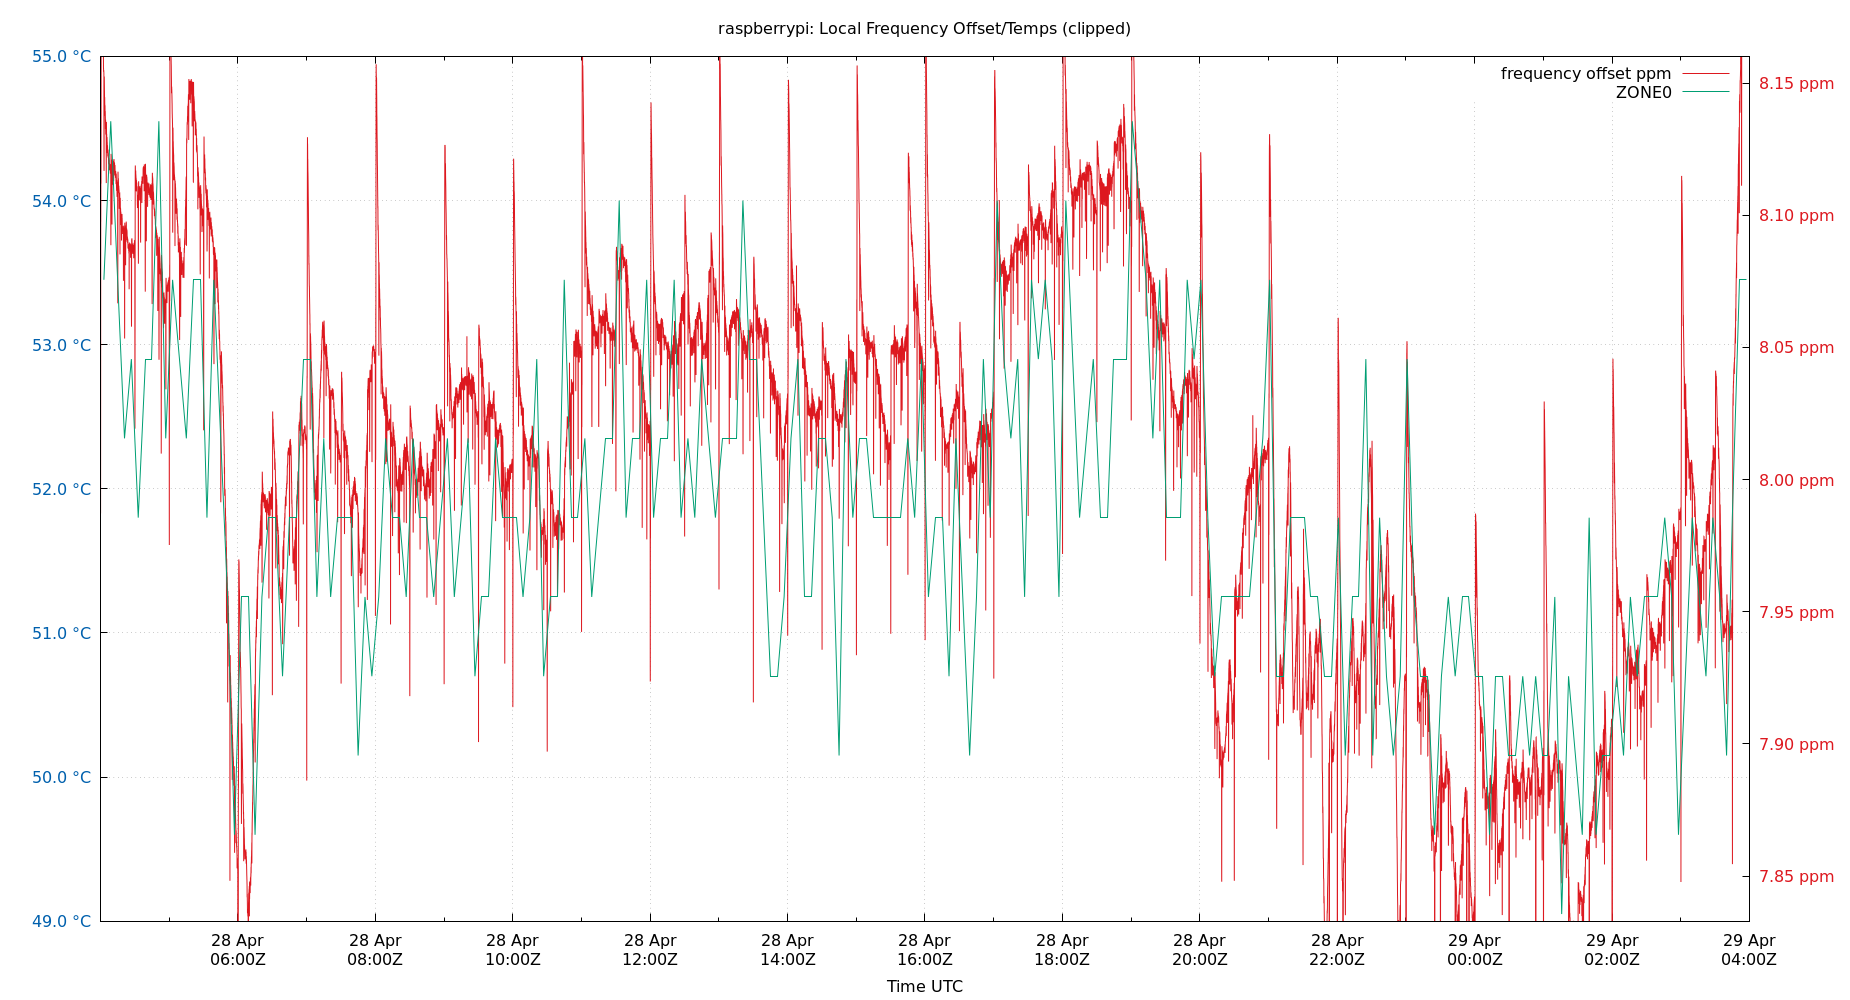 raspberrypi: Local Frequency Offset/Temps (clipped)
frequency offset ppm
ZONE0
55.0 °C
54.0 °C
53.0 °C
52.0 °C
51.0 °C
50.0 °C
49.0 °C
8.15 ppm
8.10 ppm
8.05 ppm
8.00 ppm
7.95 ppm
7.90 ppm
7.85 ppm
28 Apr
06:00Z
28 Apr
08:00Z
28 Apr
10:00Z
28 Apr
12:00Z
28 Apr
14:00Z
28 Apr
16:00Z
28 Apr
18:00Z
28 Apr
20:00Z
28 Apr
22:00Z
29 Apr
00:00Z
29 Apr
02:00Z
29 Apr
04:00Z
Time UTC